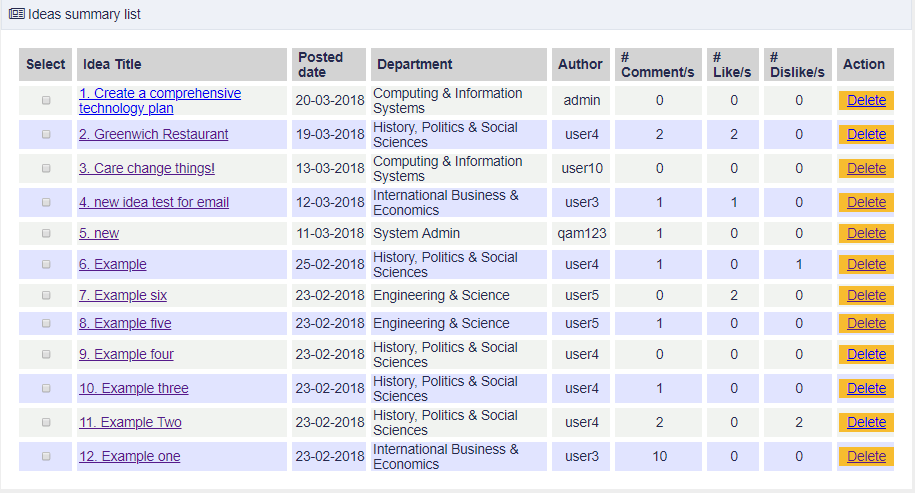 Ideas summary list
Select Idea Title Posted date Department Author # Comment/s # Like/s # Dislike/s Action
1. Create a comprehensive technology plan 20-03-2018 Computing & Information Systems admin 0 0 0 Delete
2. Greenwich Restaurant 19-03-2018 History, Politics & Social Sciences user4 2 2 0 Delete
3. Care change things! 13-03-2018 Computing & Information Systems user10 0 0 0 Delete
4. new idea test for email 12-03-2018 International Business & Economics user3 1 1 0 Delete
5. new 11-03-2018 System Admin qam123 1 0 0 Delete
6. Example 25-02-2018 History, Politics & Social Sciences user4 1 0 1 Delete
7. Example six 23-02-2018 Engineering & Science user5 0 2 0 Delete
8. Example five 23-02-2018 Engineering & Science user5 1 0 0 Delete
9. Example four 23-02-2018 History, Politics & Social Sciences user4 0 0 0 Delete
10. Example three 23-02-2018 History, Politics & Social Sciences user4 1 0 0 Delete
11. Example Two 23-02-2018 History, Politics & Social Sciences user4 2 0 2 Delete
12. Example one 23-02-2018 International Business & Economics user3 10 0 0 Delete